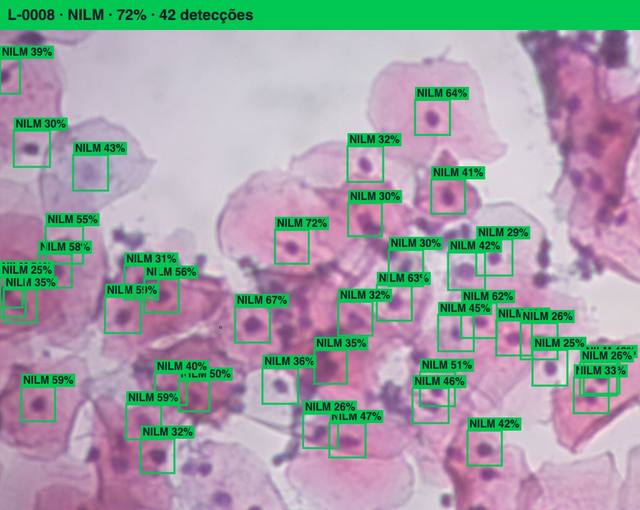 L-0008 · NILM · 72% · 42 detecções
NILM 39%
NILM 64%
NILM 30%
NILM 32%
NILM 43%
NILM 41%
NILM 30%
NILM 55%
NILM 72%
NILM 29%
NILM 58%
NILM 30%
NILM 42%
NILM 31%
NILM 25%
NILM 56%
NILM 35%
NILM 63%
NILM 59%
NILM 67%
NILM 32%
NILM 62%
NILM 45%
NILM 26%
NILM 35%
NILM 25%
NILM 26%
NILM 36%
NILM 40%
NILM 51%
NILM 33%
NILM 50%
NILM 59%
NILM 46%
NILM 59%
NILM 26%
NILM 47%
NILM 42%
NILM 32%